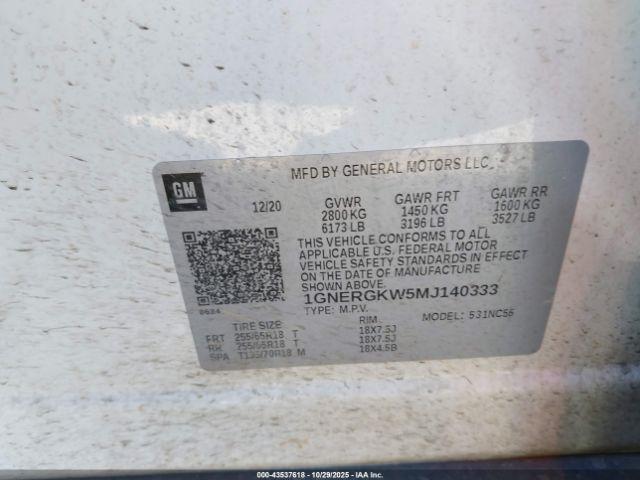 MFD BY GENERAL MOTORS LLC
GM
12/20
GVWR
2800 KG
6173 LB
GAWR FRT
1450 KG
3196 LB
GAWR RR
1600 KG
3527 LB
THIS VEHICLE CONFORMS TO ALL
APPLICABLE U.S. FEDERAL MOTOR
VEHICLE SAFETY STANDARDS IN EFFECT
ON THE DATE OF MANUFACTURE
SHOWN ABOVE.
1GNERGKW5MJ140333
TYPE: M.P.V.
MODEL: 531NC56
TIRE SIZE
RIM
FRT 255/65R18 T 18X7.5J
RR 255/65R18 T 18X7.5J
SPA T135/70R18 M 18X4.5B
000-43537618 | 10/29/2025 - IAA Inc.